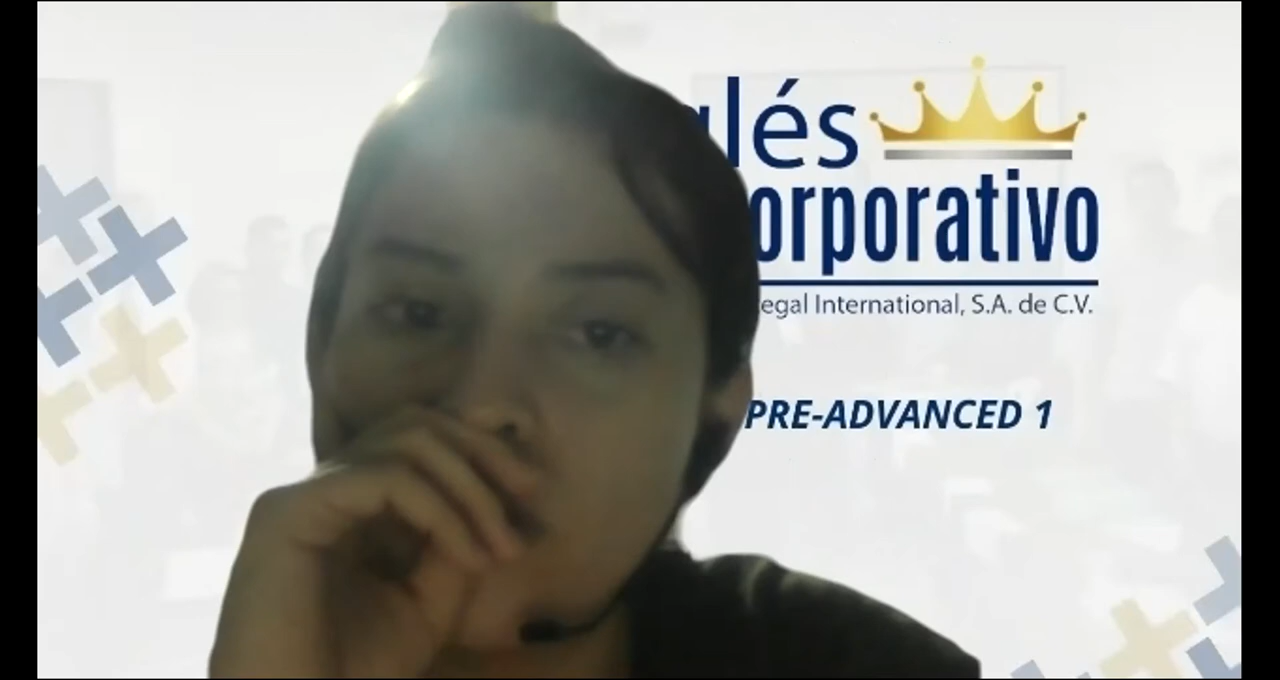 glés
orporativo
egal International, S.A. de C.V.
PRE-ADVANCED 1